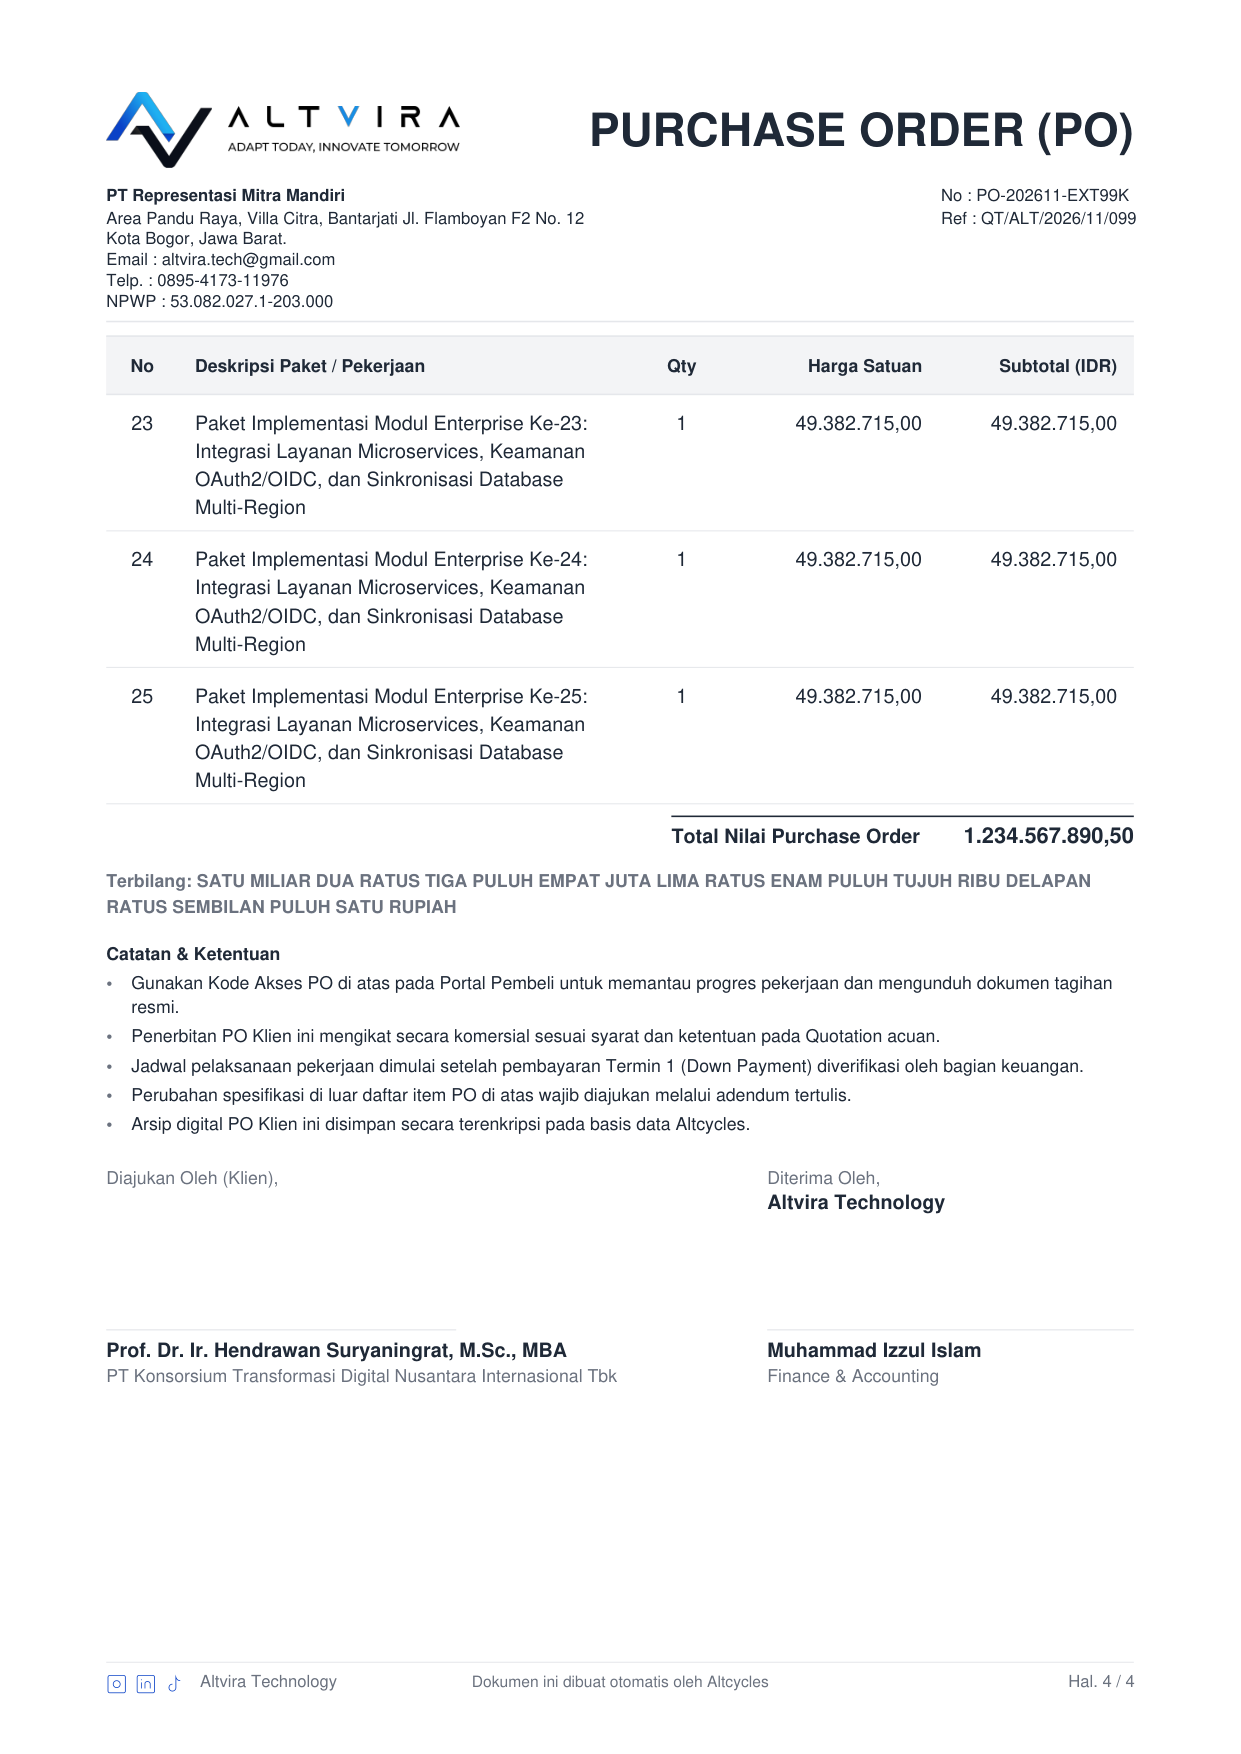 ALTVIRA
ADAPT TODAY, INNOVATE TOMORROW
PURCHASE ORDER (PO)
PT Representasi Mitra Mandiri
Area Pandu Raya, Villa Citra, Bantarjati Jl. Flamboyan F2 No. 12
Kota Bogor, Jawa Barat.
Email : altvira.tech@gmail.com
Telp. : 0895-4173-11976
NPWP : 53.082.027.1-203.000
No : PO-202611-EXT99K
Ref : QT/ALT/2026/11/099
No Deskripsi Paket / Pekerjaan Qty Harga Satuan Subtotal (IDR)
23 Paket Implementasi Modul Enterprise Ke-23: 1 49.382.715,00 49.382.715,00
Integrasi Layanan Microservices, Keamanan
OAuth2/OIDC, dan Sinkronisasi Database
Multi-Region
24 Paket Implementasi Modul Enterprise Ke-24: 1 49.382.715,00 49.382.715,00
Integrasi Layanan Microservices, Keamanan
OAuth2/OIDC, dan Sinkronisasi Database
Multi-Region
25 Paket Implementasi Modul Enterprise Ke-25: 1 49.382.715,00 49.382.715,00
Integrasi Layanan Microservices, Keamanan
OAuth2/OIDC, dan Sinkronisasi Database
Multi-Region
Total Nilai Purchase Order 1.234.567.890,50
Terbilang: SATU MILIAR DUA RATUS TIGA PULUH EMPAT JUTA LIMA RATUS ENAM PULUH TUJUH RIBU DELAPAN
RATUS SEMBILAN PULUH SATU RUPIAH
Catatan & Ketentuan
• Gunakan Kode Akses PO di atas pada Portal Pembeli untuk memantau progres pekerjaan dan mengunduh dokumen tagihan
resmi.
• Penerbitan PO Klien ini mengikat secara komersial sesuai syarat dan ketentuan pada Quotation acuan.
• Jadwal pelaksanaan pekerjaan dimulai setelah pembayaran Termin 1 (Down Payment) diverifikasi oleh bagian keuangan.
• Perubahan spesifikasi di luar daftar item PO di atas wajib diajukan melalui adendum tertulis.
• Arsip digital PO Klien ini disimpan secara terenkripsi pada basis data Altcycles.
Diajukan Oleh (Klien),
Diterima Oleh,
Altvira Technology
Prof. Dr. Ir. Hendrawan Suryaningrat, M.Sc., MBA
PT Konsorsium Transformasi Digital Nusantara Internasional Tbk
Muhammad Izzul Islam
Finance & Accounting
Altvira Technology Dokumen ini dibuat otomatis oleh Altcycles Hal. 4 / 4